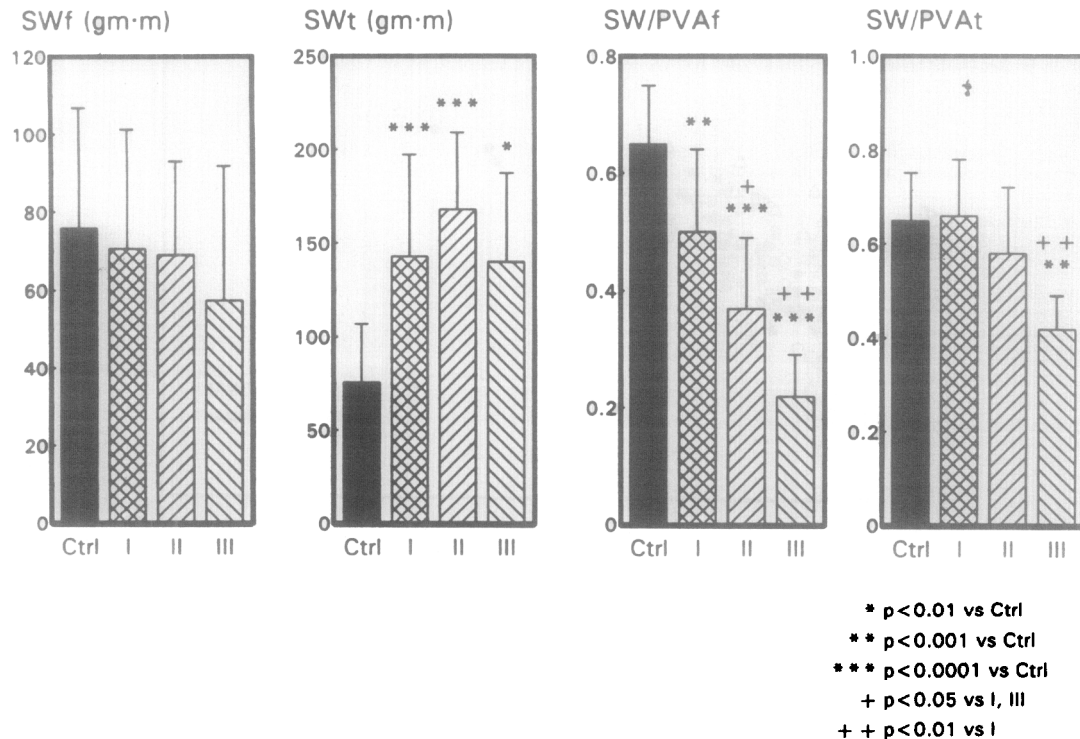 SWf (gm·m)
120
100
80
60
40
20
0
Ctrl I II III
SWt (gm·m)
250
200
150
100
50
0
* * *
* * *
*
Ctrl I II III
SW/PVAf
0.8
0.6
0.4
0.2
0
* *
+
* * *
+ +
* * *
Ctrl I II III
SW/PVAt
1.0
0.8
0.6
0.4
0.2
0
+ +
* *
Ctrl I II III
* p<0.01 vs Ctrl
* * p<0.001 vs Ctrl
* * * p<0.0001 vs Ctrl
+ p<0.05 vs I, III
+ + p<0.01 vs I